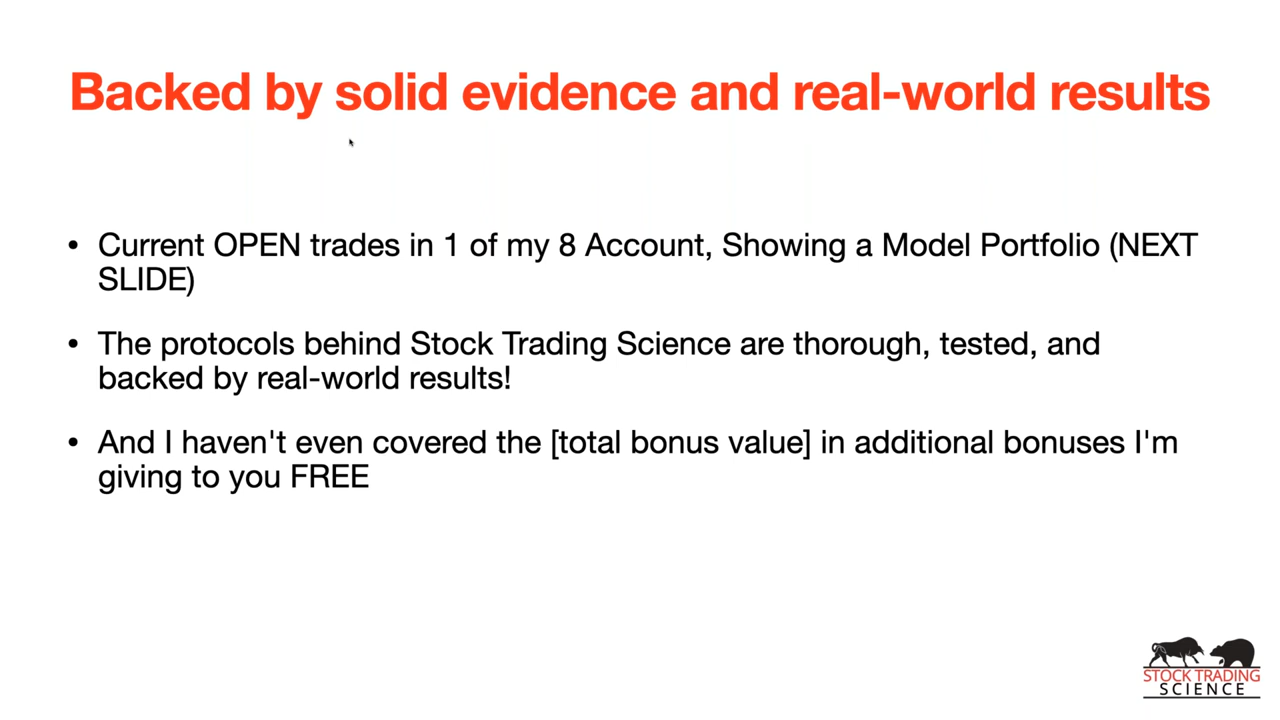 Backed by solid evidence and real-world results
• Current OPEN trades in 1 of my 8 Account, Showing a Model Portfolio (NEXT
SLIDE)
• The protocols behind Stock Trading Science are thorough, tested, and
backed by real-world results!
• And I haven't even covered the [total bonus value] in additional bonuses I'm
giving to you FREE
STOCK TRADING
SCIENCE